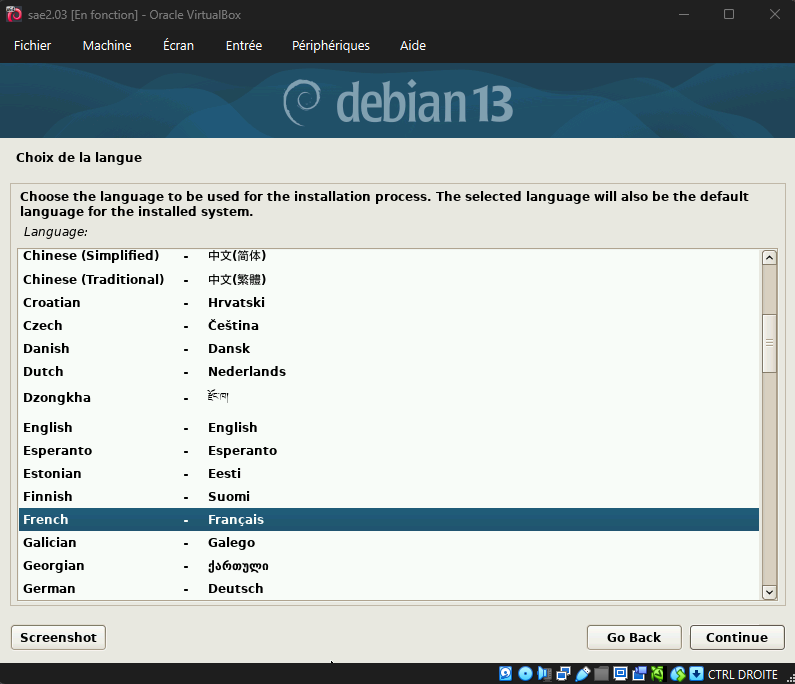 sae2.03 [En fonction] - Oracle VirtualBox
Fichier Machine Écran Entrée Périphériques Aide
debian 13
Choix de la langue
Choose the language to be used for the installation process. The selected language will also be the default
language for the installed system.
Language:
Chinese (Simplified) - 中文(简体)
Chinese (Traditional) - 中文(繁體)
Croatian - Hrvatski
Czech - Čeština
Danish - Dansk
Dutch - Nederlands
Dzongkha - རྫོང་ཁ།
English - English
Esperanto - Esperanto
Estonian - Eesti
Finnish - Suomi
French - Français
Galician - Galego
Georgian - ქართული
German - Deutsch
Screenshot Go Back Continue
CTRL DROITE